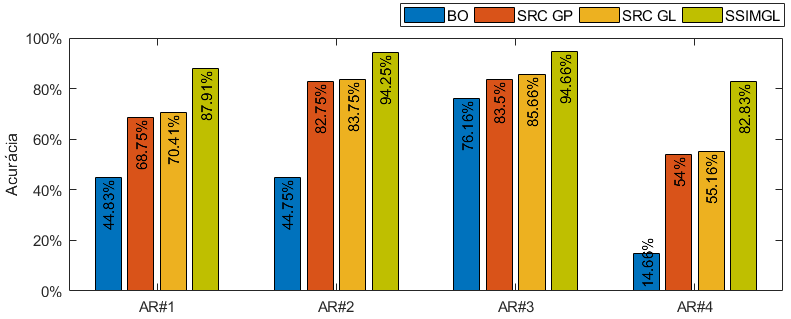 BO SRC GP SRC GL SSIMGL
Acurácia
100%
80%
60%
40%
20%
0%
44.83% 68.75% 70.41% 87.91%
44.75% 82.75% 83.75% 94.25%
76.16% 83.5% 85.66% 94.66%
14.66% 54% 55.16% 82.83%
AR#1 AR#2 AR#3 AR#4